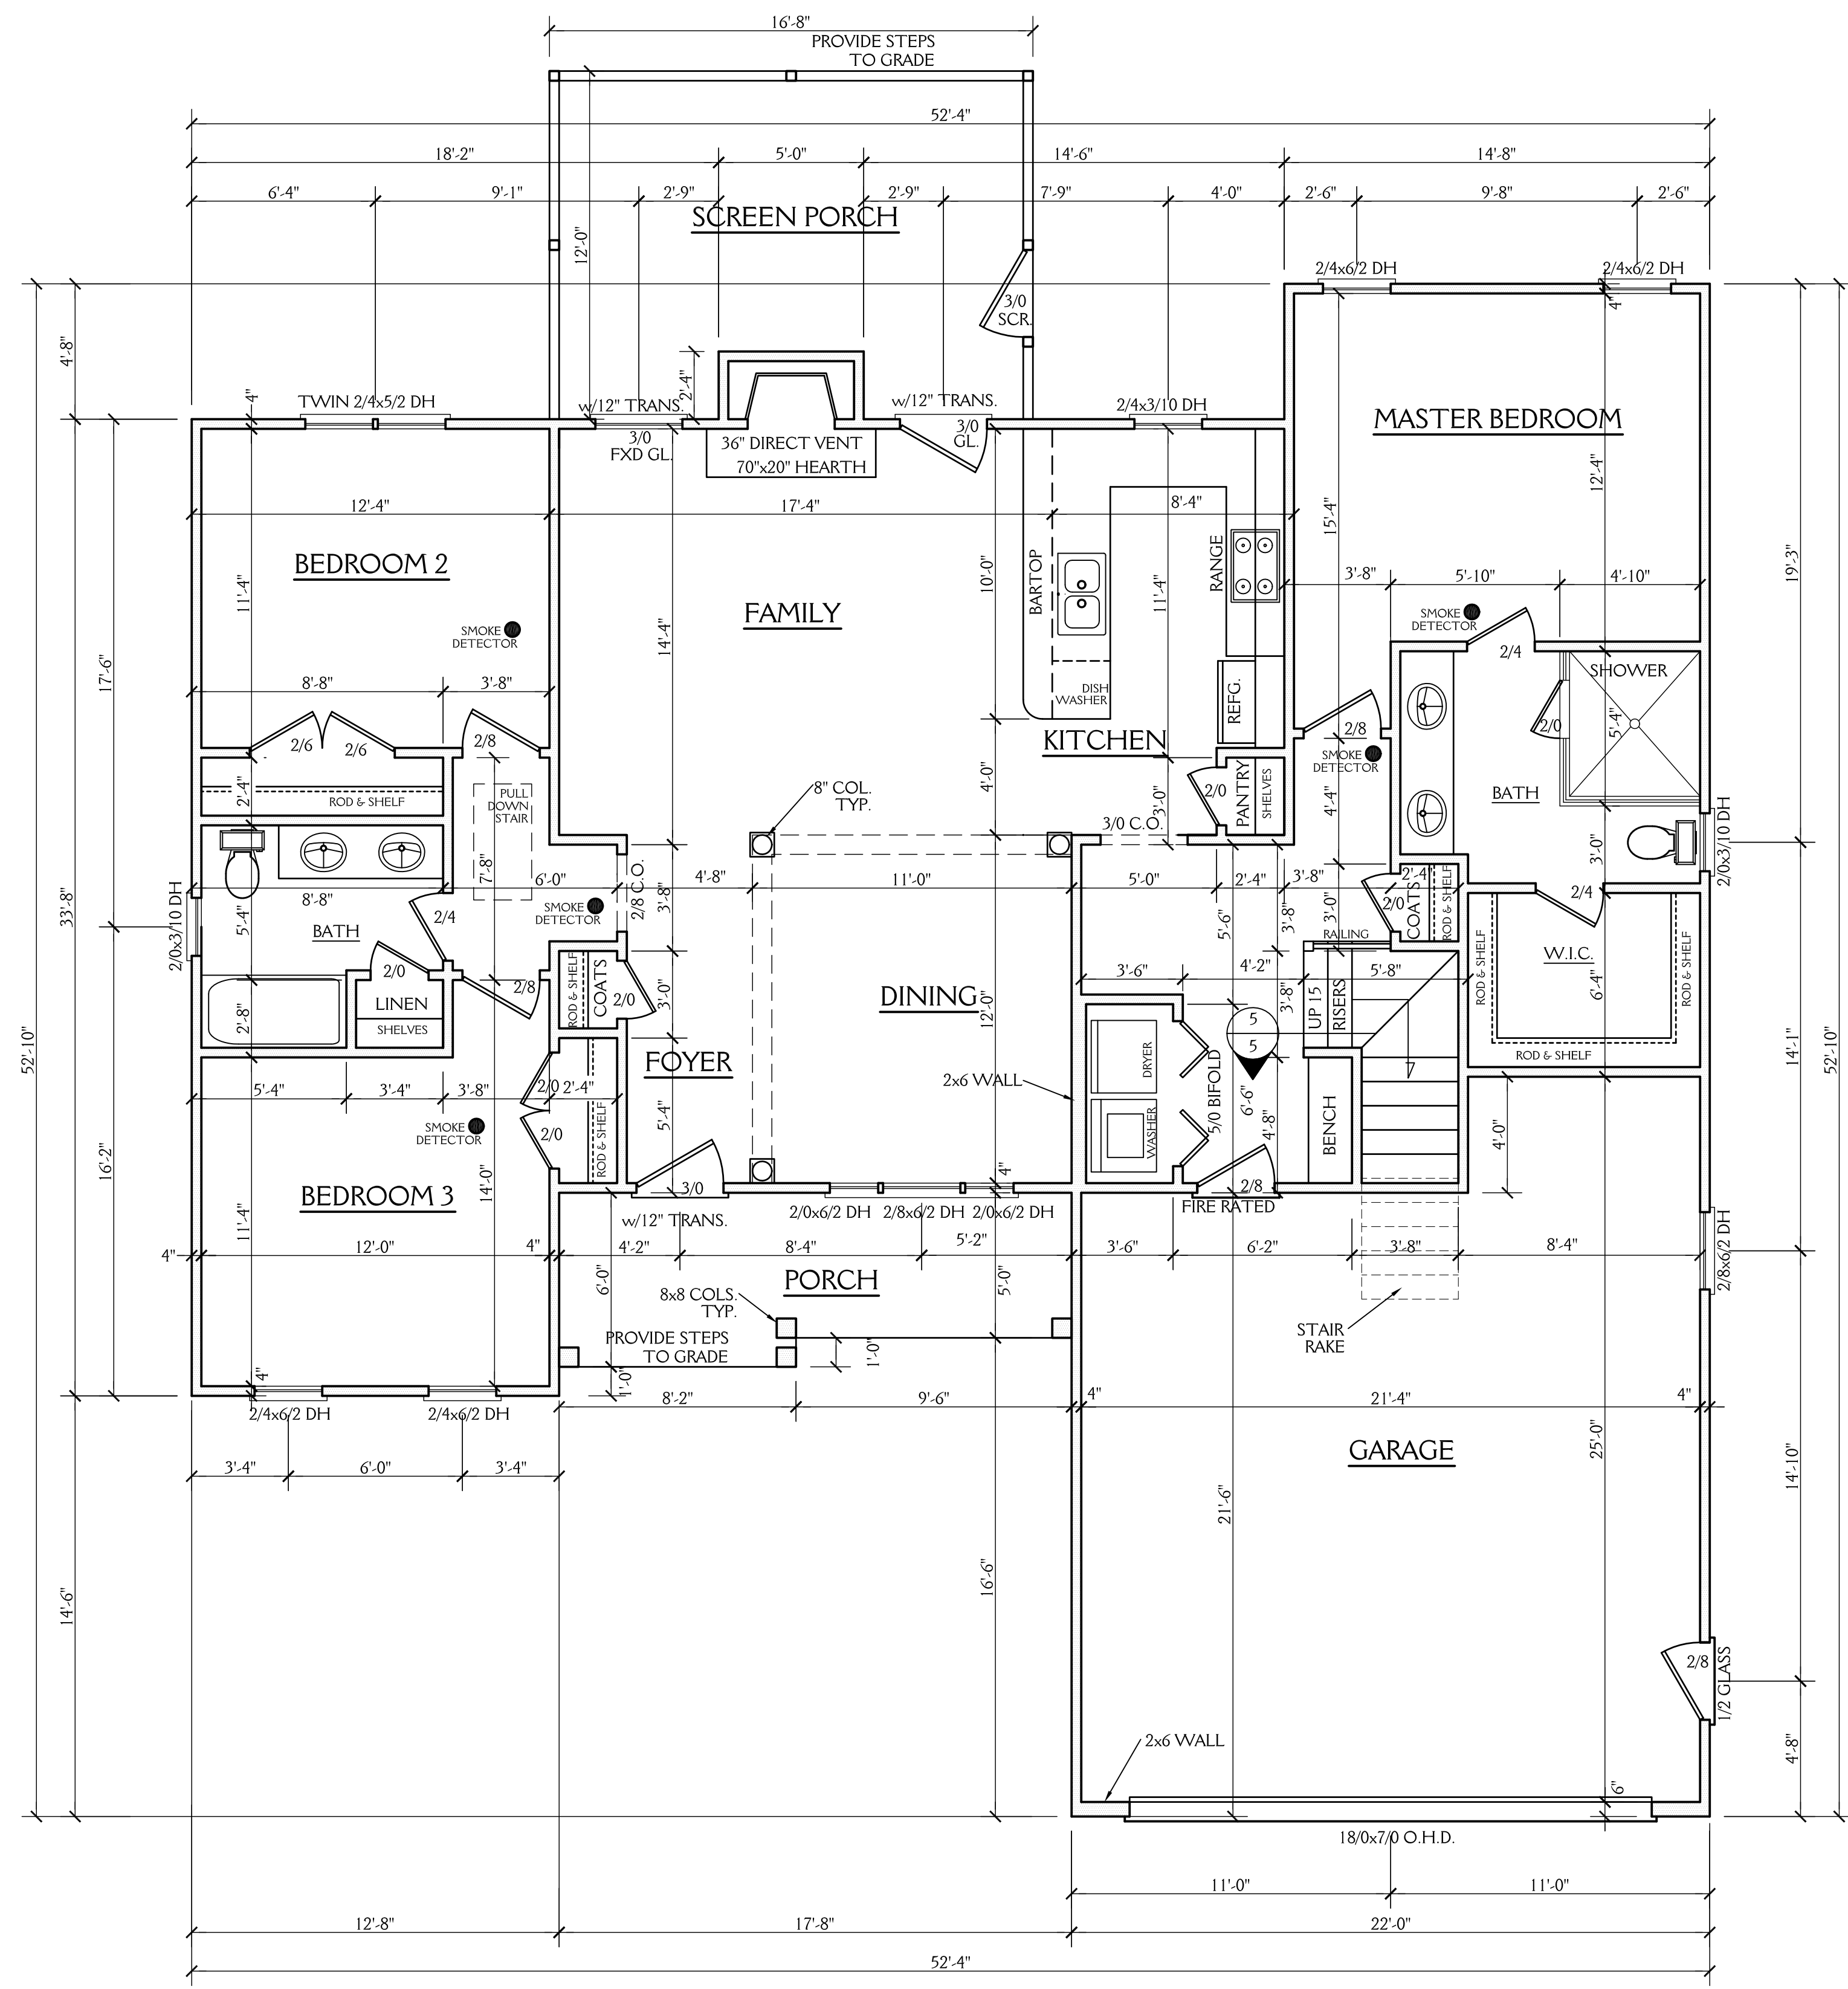 16'-8"
PROVIDE STEPS
TO GRADE
52'-4"
18'-2" 5'-0" 14'-6" 14'-8"
6'-4" 9'-1" 2'-9" 2'-9" 7'-9" 4'-0" 2'-6" 9'-8" 2'-6"
SCREEN PORCH
12'-0"
3/0
SCR.
2/4x6/2 DH 2/4x6/2 DH
4"
4'-8"
4"
TWIN 2/4x5/2 DH
w/12" TRANS.
2'-4"
w/12" TRANS.
2/4x3/10 DH
3/0
FXD GL.
36" DIRECT VENT
70"x20" HEARTH
3/0
GL.
MASTER BEDROOM
12'-4"
15'-4"
12'-4" 17'-4" 8'-4"
BEDROOM 2
11'-4"
SMOKE
DETECTOR
FAMILY
14'-4"
10'-0"
BARTOP
11'-4"
RANGE
3'-8" 5'-10" 4'-10"
19'-3"
SMOKE
DETECTOR
2/4
SHOWER
2/0
5'-4"
17'-6"
8'-8" 3'-8"
DISH
WASHER
REFG.
KITCHEN
2/8
SMOKE
DETECTOR
2/6 2/6 2/8
2'-4"
ROD & SHELF
PULL
DOWN
STAIR
8" COL.
TYP.
4'-0"
3'-0"
2/0
PANTRY
SHELVES
4'-4"
BATH
3/0 C.O.
2/0x3/10 DH
3'-0"
33'-8"
2/0x3/10 DH
8'-8"
5'-4"
BATH
7'-8"
6'-0"
2/4
SMOKE
DETECTOR
2/8 C.O.
3'-8"
4'-8" 11'-0" 5'-0" 2'-4" 3'-8" 2'-4"
5'-6"
3'-8"
3'-0"
2/0
COATS
ROD & SHELF
RAILING
2/4
W.I.C.
ROD & SHELF
6'-4"
ROD & SHELF
ROD & SHELF
2/0
LINEN
SHELVES
2'-8"
2/8
ROD & SHELF
COATS
2/0
3'-0"
DINING
12'-0"
3'-6" 4'-2" 5'-8"
3'-8"
UP 15
RISERS
52'-10"
14'-1"
52'-10"
5
5
FOYER
DRYER
WASHER
5/0 BIFOLD
6'-6"
4'-8"
BENCH
2x6 WALL
5'-4" 3'-4" 3'-8" 2/0 2'-4"
2/0
ROD & SHELF
5'-4"
4'-0"
SMOKE
DETECTOR
16'-2"
14'-0"
BEDROOM 3
11'-4"
3/0
w/12" TRANS.
4"
2/0x6/2 DH 2/8x6/2 DH 2/0x6/2 DH
2/8
FIRE RATED
2/8x6/2 DH
4" 12'-0" 4" 4'-2" 8'-4" 5'-2" 3'-6" 6'-2" 3'-8" 8'-4"
6'-0"
PORCH
5'-0"
8x8 COLS.
TYP.
PROVIDE STEPS
TO GRADE
1'-0"
1'-0"
STAIR
RAKE
4"
2/4x6/2 DH 2/4x6/2 DH
8'-2" 9'-6" 4" 21'-4" 4"
GARAGE
25'-0"
14'-10"
3'-4" 6'-0" 3'-4"
21'-6"
16'-6"
14'-6"
2/8
1/2 GLASS
2x6 WALL
4'-8"
6"
18/0x7/0 O.H.D.
11'-0" 11'-0"
12'-8" 17'-8" 22'-0"
52'-4"